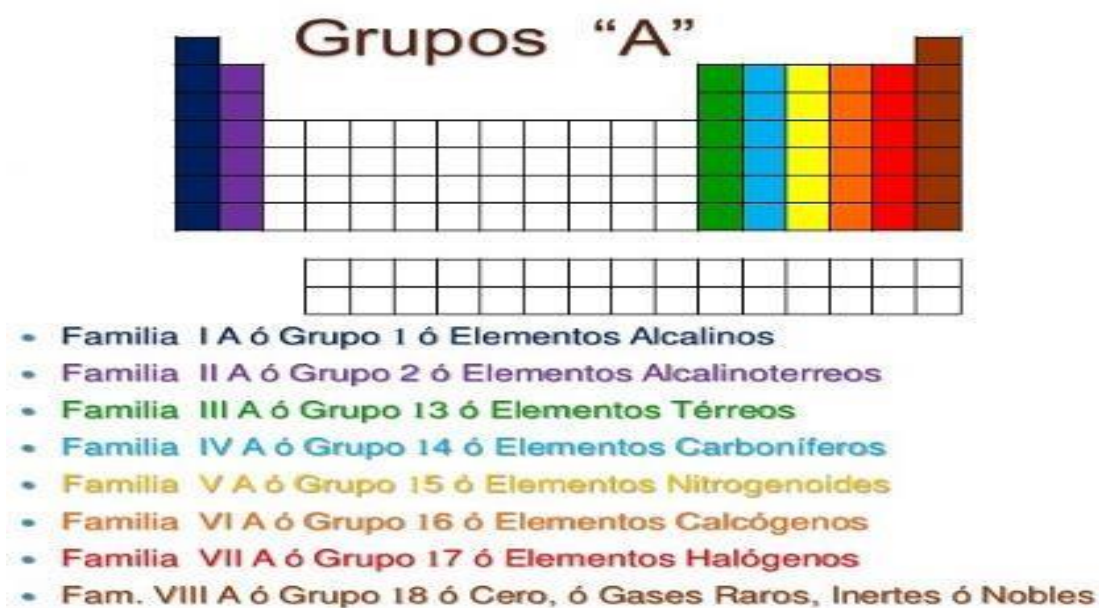 Grupos “A”
• Familia I A ó Grupo 1 ó Elementos Alcalinos
• Familia II A ó Grupo 2 ó Elementos Alcalinoterreos
• Familia III A ó Grupo 13 ó Elementos Térreos
• Familia IV A ó Grupo 14 ó Elementos Carboníferos
• Familia V A ó Grupo 15 ó Elementos Nitrogenoides
• Familia VI A ó Grupo 16 ó Elementos Calcógenos
• Familia VII A ó Grupo 17 ó Elementos Halógenos
• Fam. VIII A ó Grupo 18 ó Cero, ó Gases Raros, Inertes ó Nobles